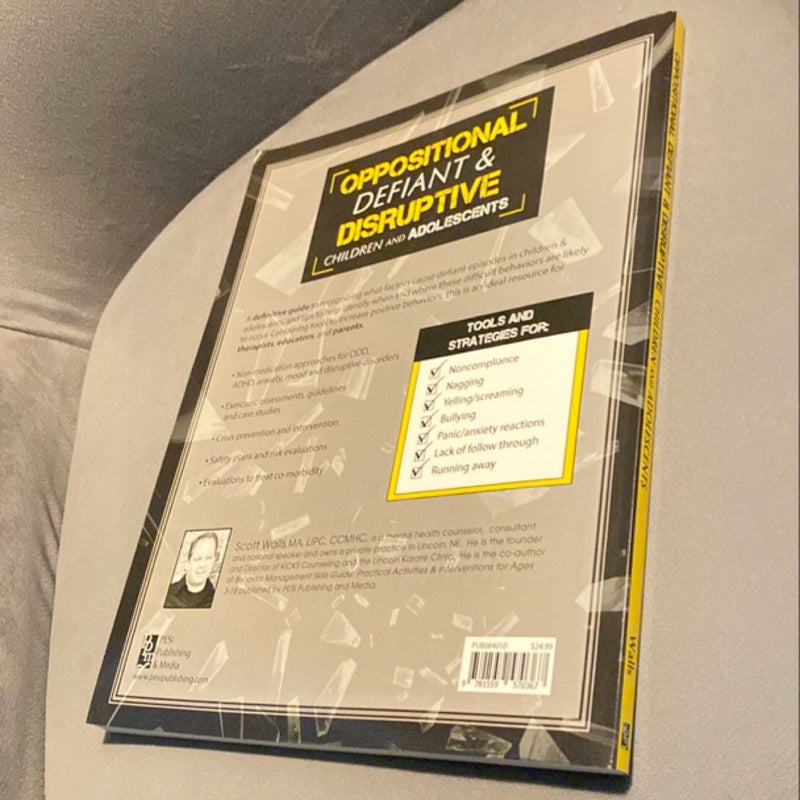 OPPOSITIONAL
DEFIANT &
DISRUPTIVE
CHILDREN AND ADOLESCENTS
A definitive guide to recognizing what factors cause defiant episodes in children &
adolescents and tips to help identify when and where these difficult behaviors are likely
to occur. Containing tools to increase positive behaviors, this is an ideal resource for
therapists, educators, and parents.
• Non-medication approaches for ODD,
ADHD, anxiety, mood and disruptive disorders
• Exercises, assessments, guidelines
and case studies
• Crisis prevention and intervention
• Safety plans and risk evaluations
• Evaluations to treat co-morbidity
TOOLS AND
STRATEGIES FOR:
Noncompliance
Nagging
Yelling/screaming
Bullying
Panic/anxiety reactions
Lack of follow through
Running away
Scott Walls, MA, LIPC, CCMHC, is a mental health counselor, consultant
and national speaker and owns a private practice in Lincoln, NE. He is the founder
and Director of KICKS Counseling and the Lincoln Karate Clinic. He is the co-author
of Behavior Management Skills Guide: Practical Activities & Interventions for Ages
3-18 published by PESI Publishing and Media.
PESI
Publishing
& Media
www.pesipublishing.com
PUB084010 $24.99
9 781559 570367
OPPOSITIONAL DEFIANT & DISRUPTIVE CHILDREN AND ADOLESCENTS
Walls